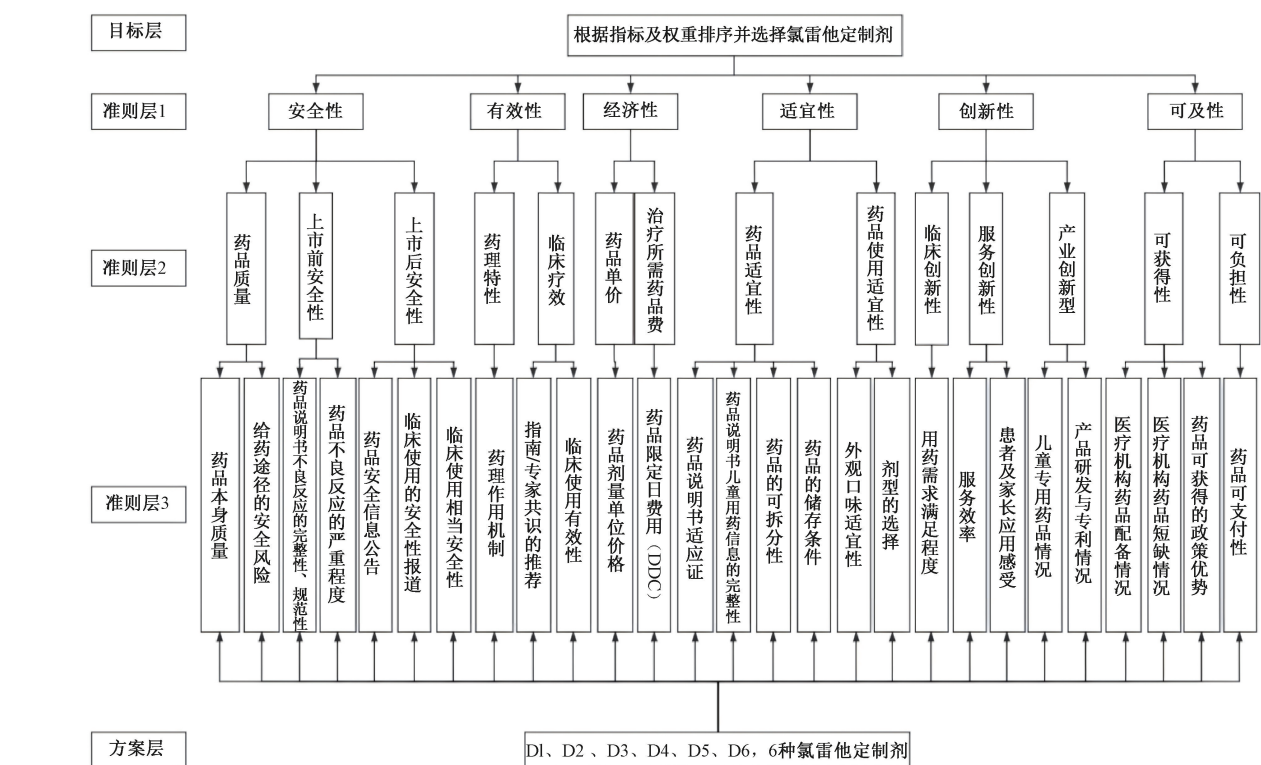 目标层
根据指标及权重排序并选择氯雷他定制剂
准则层1
安全性
有效性
经济性
适宜性
创新性
可及性
准则层2
药品质量
上市前安全性
上市后安全性
药理特性
临床疗效
药品单价
治疗所需药品费
药品适宜性
药品使用适宜性
临床创新性
服务创新性
产业创新型
可获得性
可负担性
准则层3
药品本身质量
给药途径的安全风险
药品说明书不良反应的完整性、规范性
药品不良反应的严重程度
药品安全信息公告
临床使用的安全性报道
临床使用相当安全性
药理作用机制
指南/专家共识的推荐
临床使用有效性
药品剂量单位价格
药品限定日费用（DDC）
药品说明书适应证
药品说明书儿童用药信息的完整性
药品的可拆分性
药品的储存条件
外观口味适宜性
剂型的选择
用药需求满足程度
服务效率
患者及家长应用感受
儿童专用药品情况
产品研发与专利情况
医疗机构药品配备情况
医疗机构药品短缺情况
药品可获得的政策优势
药品可支付性
方案层
D1、D2 、D3、D4、D5、D6，6种氯雷他定制剂